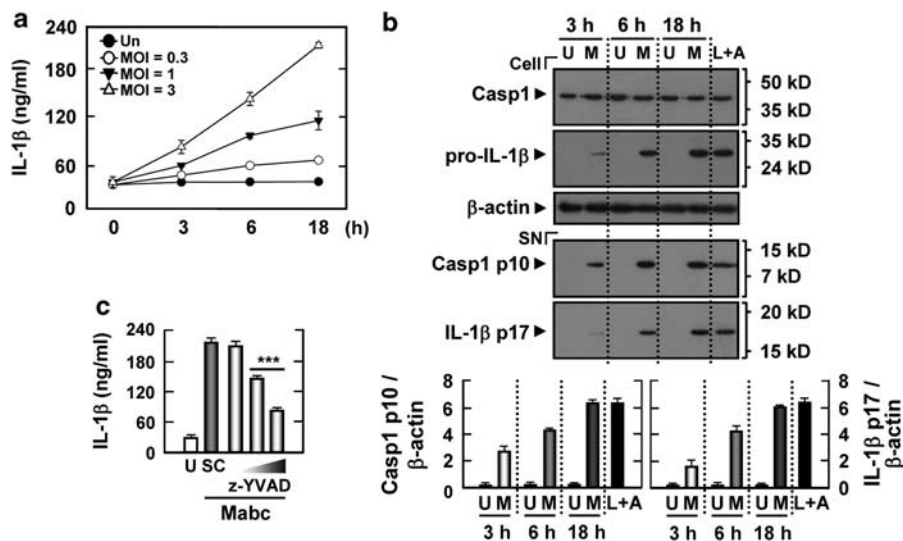 a
240
180
120
60
0
IL-1β (ng/ml)
Un
MOI = 0.3
MOI = 1
MOI = 3
0 3 6 18 (h)
b
3 h 6 h 18 h
U M U M U M L+A
Cell
Casp1
50 kD
35 kD
pro-IL-1β
35 kD
24 kD
β-actin
SN
Casp1 p10
15 kD
7 kD
IL-1β p17
20 kD
15 kD
8
6
4
2
0
Casp1 p10 /
β-actin
U M U M U M L+A
3 h 6 h 18 h
8
6
4
2
0
IL-1β p17 /
β-actin
U M U M U M L+A
3 h 6 h 18 h
c
240
180
120
60
0
IL-1β (ng/ml)
***
U SC
z-YVAD
Mabc